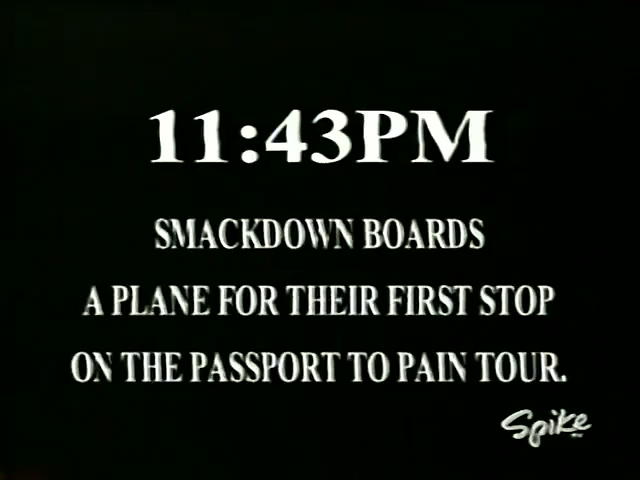 11:43PM
SMACKDOWN BOARDS
A PLANE FOR THEIR FIRST STOP
ON THE PASSPORT TO PAIN TOUR.
Spike